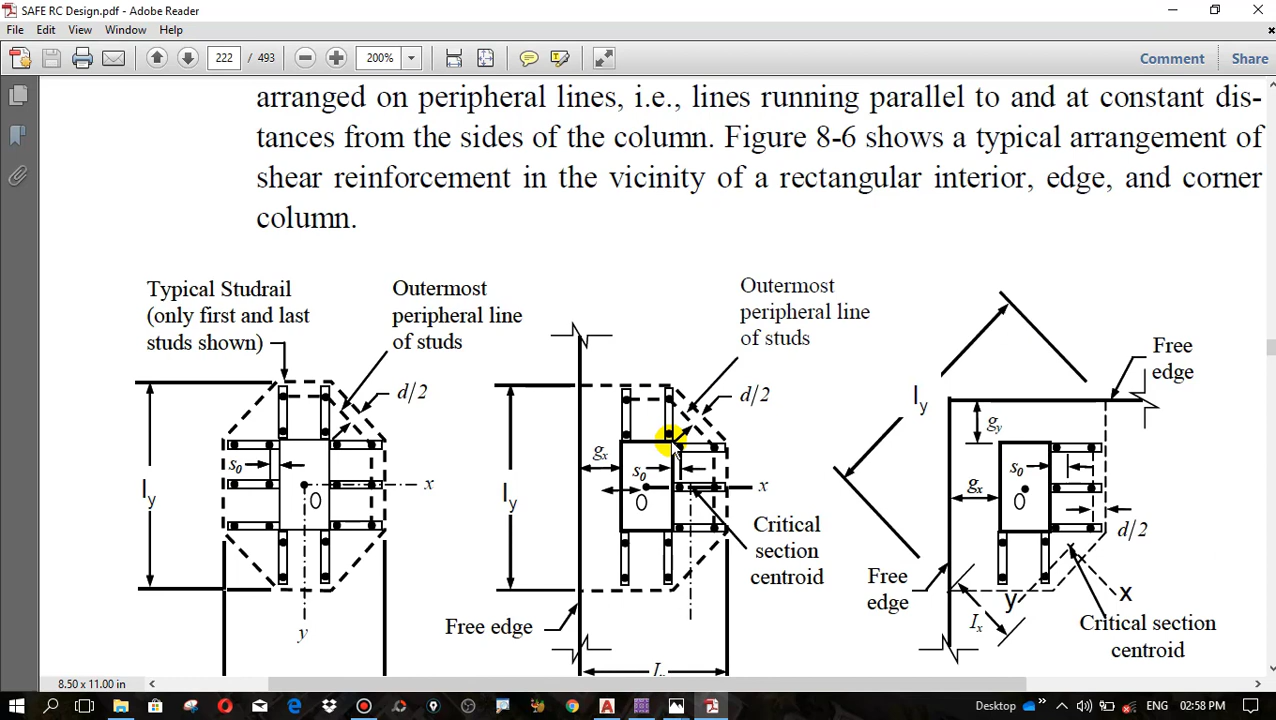 SAFE RC Design.pdf - Adobe Reader
File Edit View Window Help
222 / 493 200% Comment Share
arranged on peripheral lines, i.e., lines running parallel to and at constant dis-
tances from the sides of the column. Figure 8-6 shows a typical arrangement of
shear reinforcement in the vicinity of a rectangular interior, edge, and corner
column.
Typical Studrail
(only first and last
studs shown)
Outermost
peripheral line
of studs
d/2
s0
ly
x
O
y
Outermost
peripheral line
of studs
d/2
gx
s0
ly
x
O
Critical
section
centroid
Free edge
Free
edge
ly
gy
s0
gx
O
d/2
Free
edge
x
y
Ix
Critical section
centroid
8.50 x 11.00 in
Desktop ENG 02:58 PM